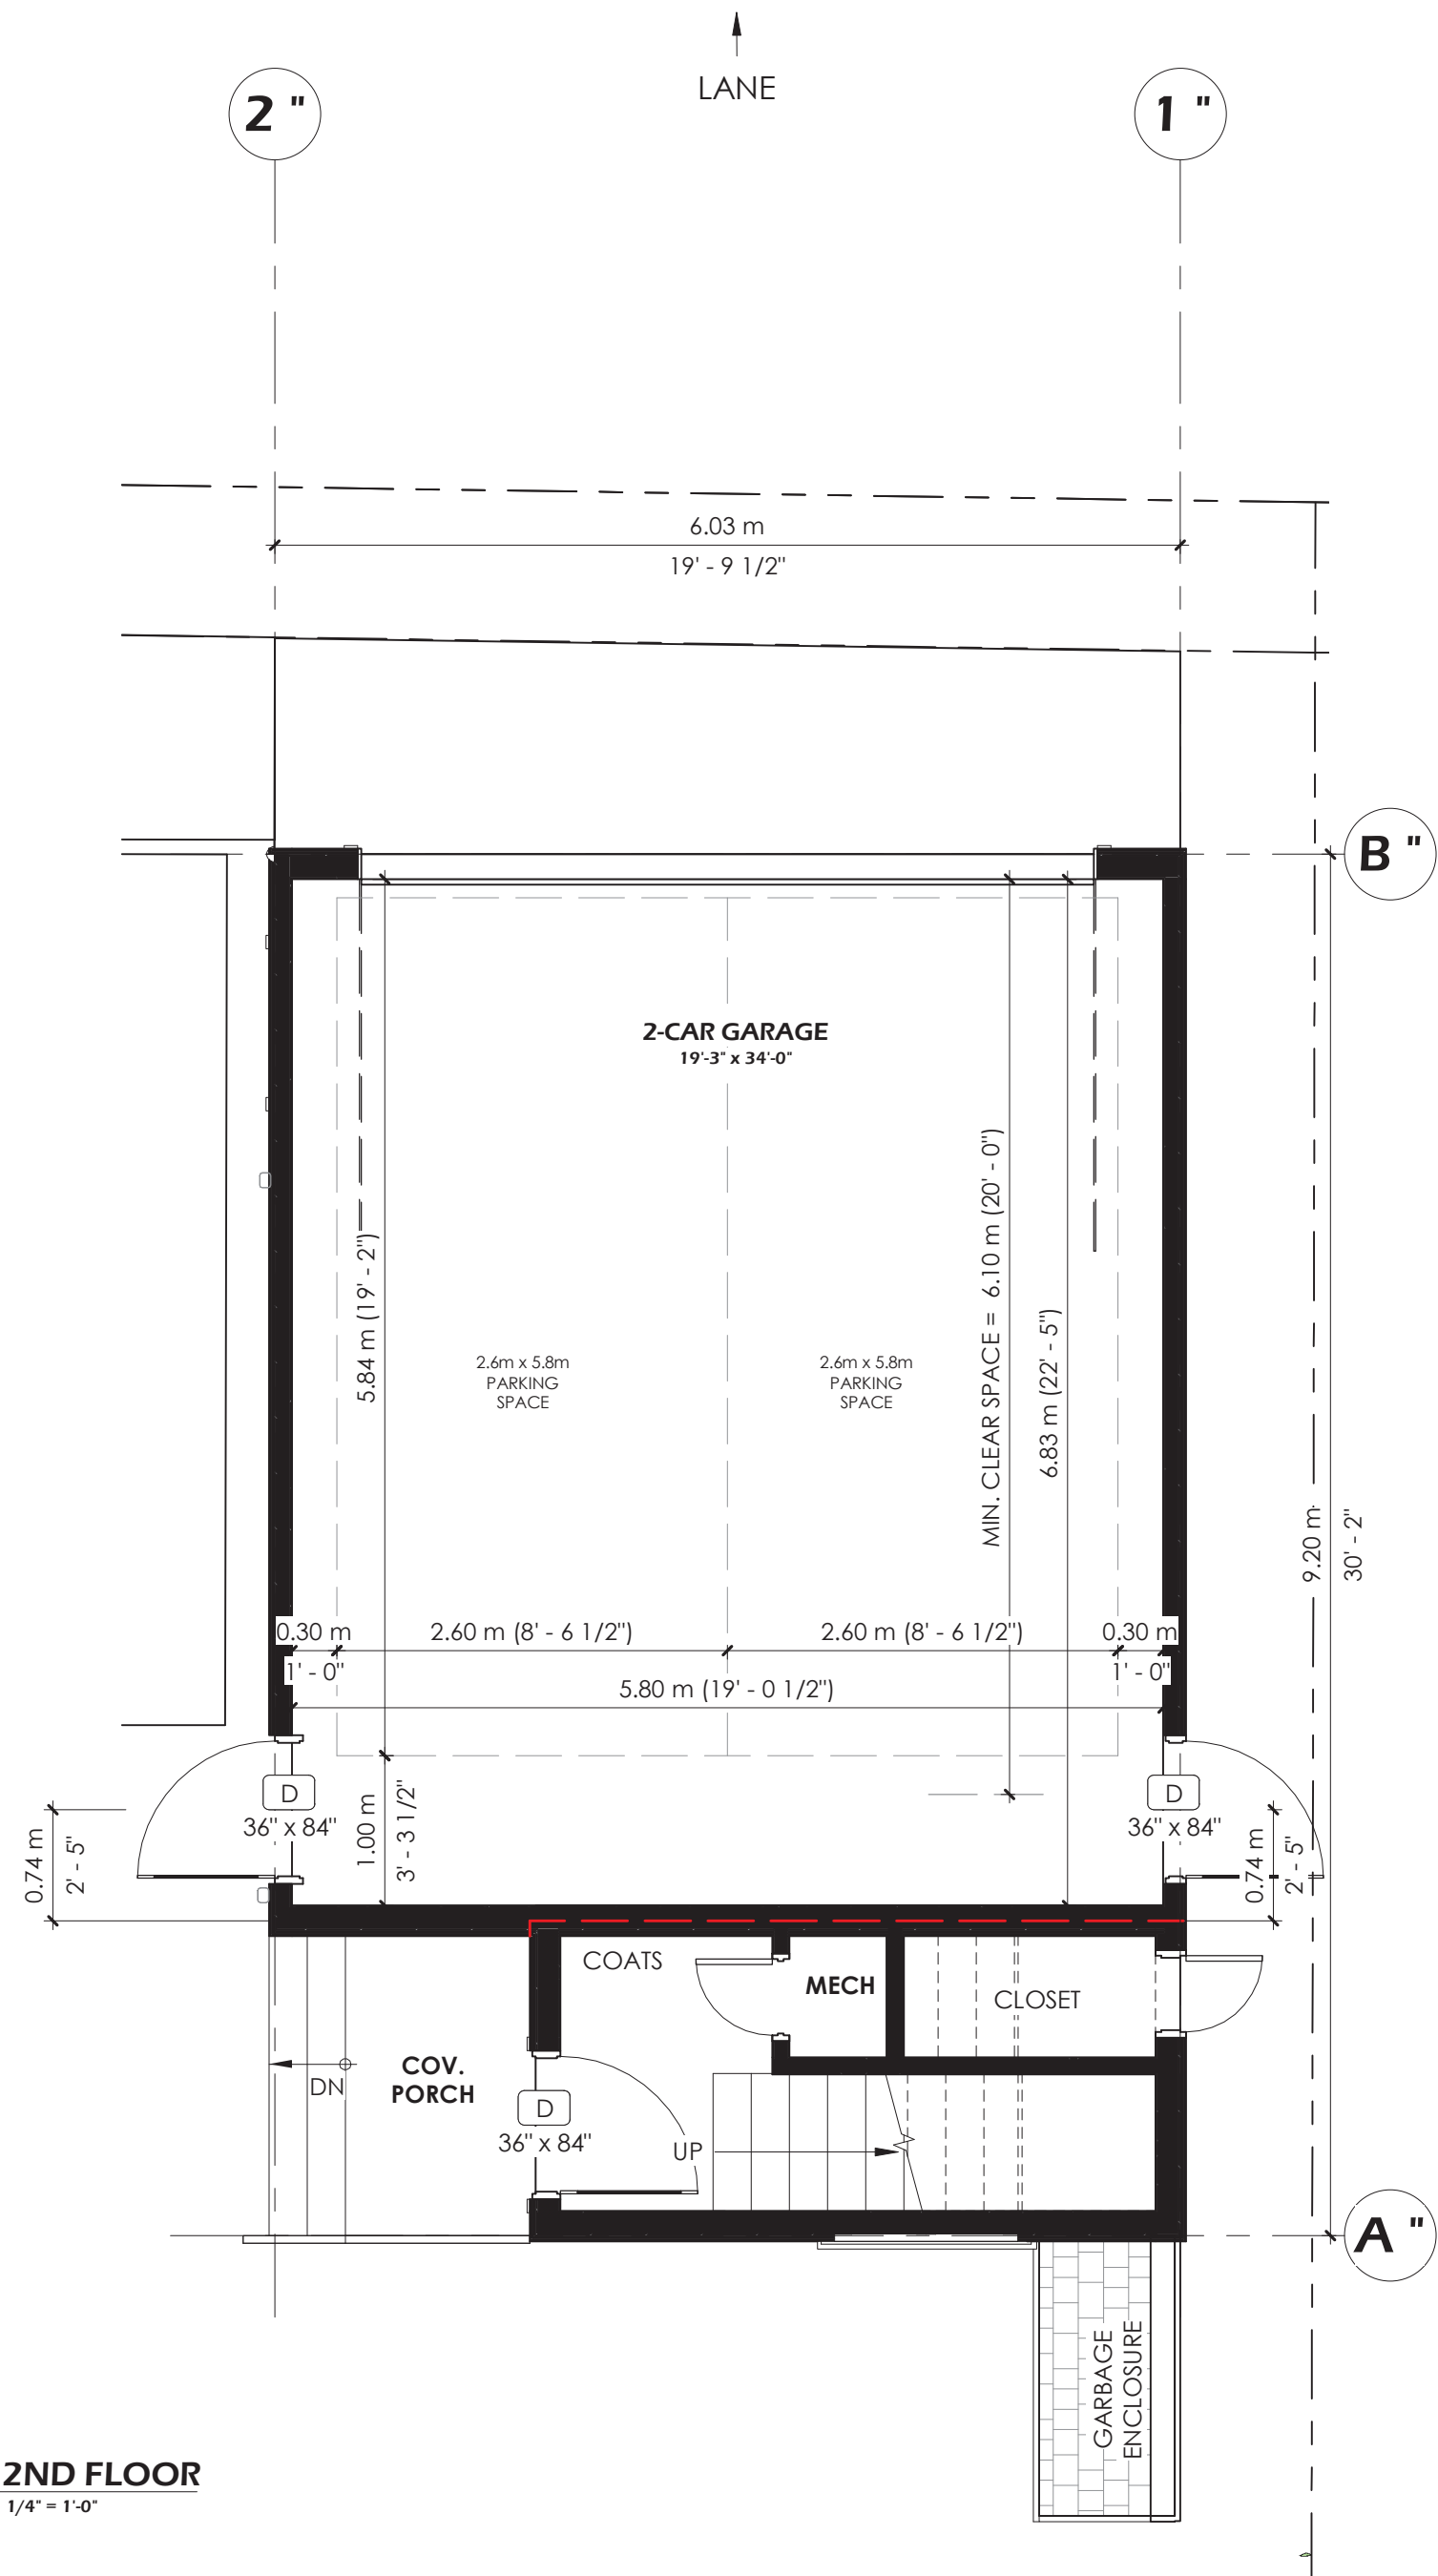 LANE
2 "
1 "
6.03 m
19' - 9 1/2"
B "
2-CAR GARAGE
19'-3" x 34'-0"
5.84 m (19' - 2")
MIN. CLEAR SPACE = 6.10 m (20' - 0")
6.83 m (22' - 5")
2.6m x 5.8m
PARKING
SPACE
2.6m x 5.8m
PARKING
SPACE
9.20 m
30' - 2"
0.30 m
2.60 m (8' - 6 1/2")
2.60 m (8' - 6 1/2")
0.30 m
1' - 0"
1' - 0"
5.80 m (19' - 0 1/2")
D
36" x 84"
D
36" x 84"
0.74 m
2' - 5"
1.00 m
3' - 3 1/2"
0.74 m
2' - 5"
COATS
MECH
CLOSET
COV.
PORCH
DN
D
36" x 84"
UP
A "
GARBAGE
ENCLOSURE
2ND FLOOR
1/4" = 1'-0"